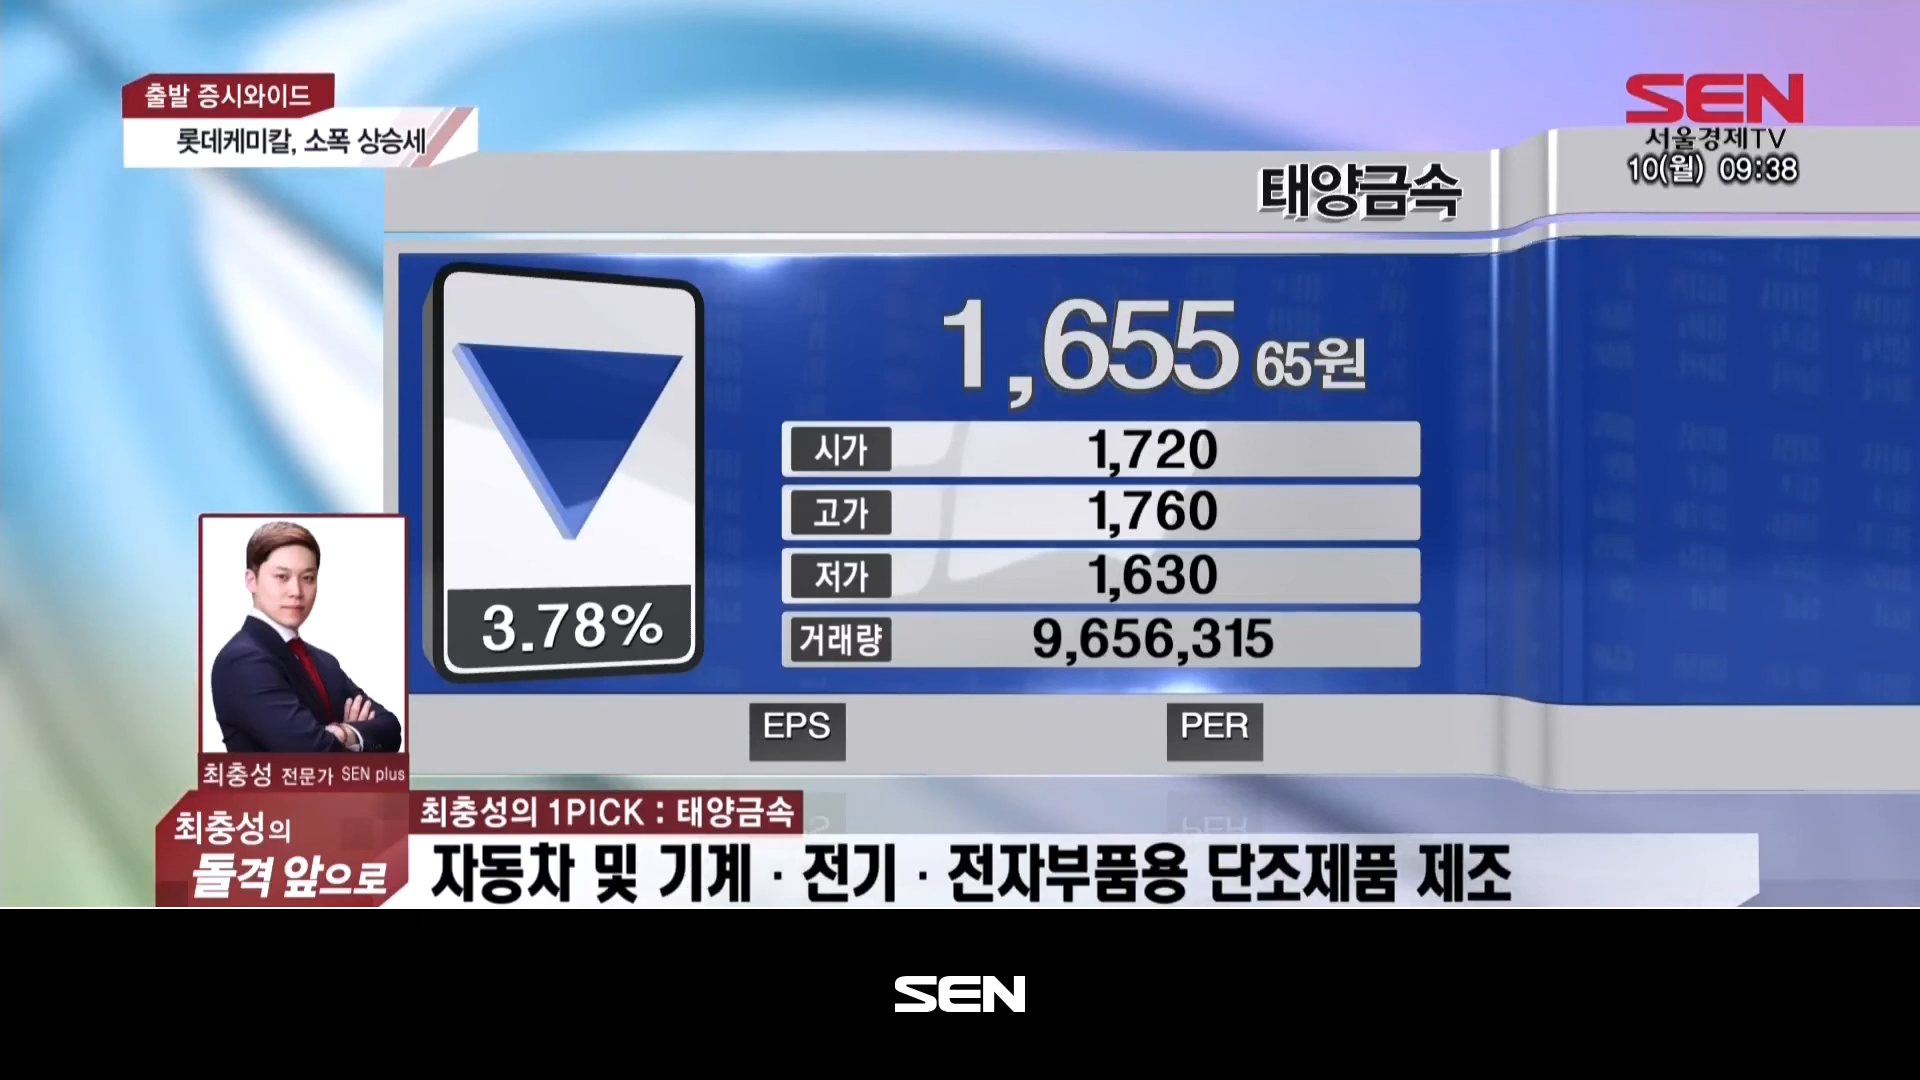 출발 증시와이드
롯데케미칼, 소폭 상승세
SEN
서울경제TV
10(월) 09:38
태양금속
1,655 65원
3.78%
시가 1,720
고가 1,760
저가 1,630
거래량 9,656,315
EPS PER
최충성 전문가 SEN plus
최충성의
돌격 앞으로
최충성의 1PICK : 태양금속
자동차 및 기계 · 전기 · 전자부품용 단조제품 제조
SEN